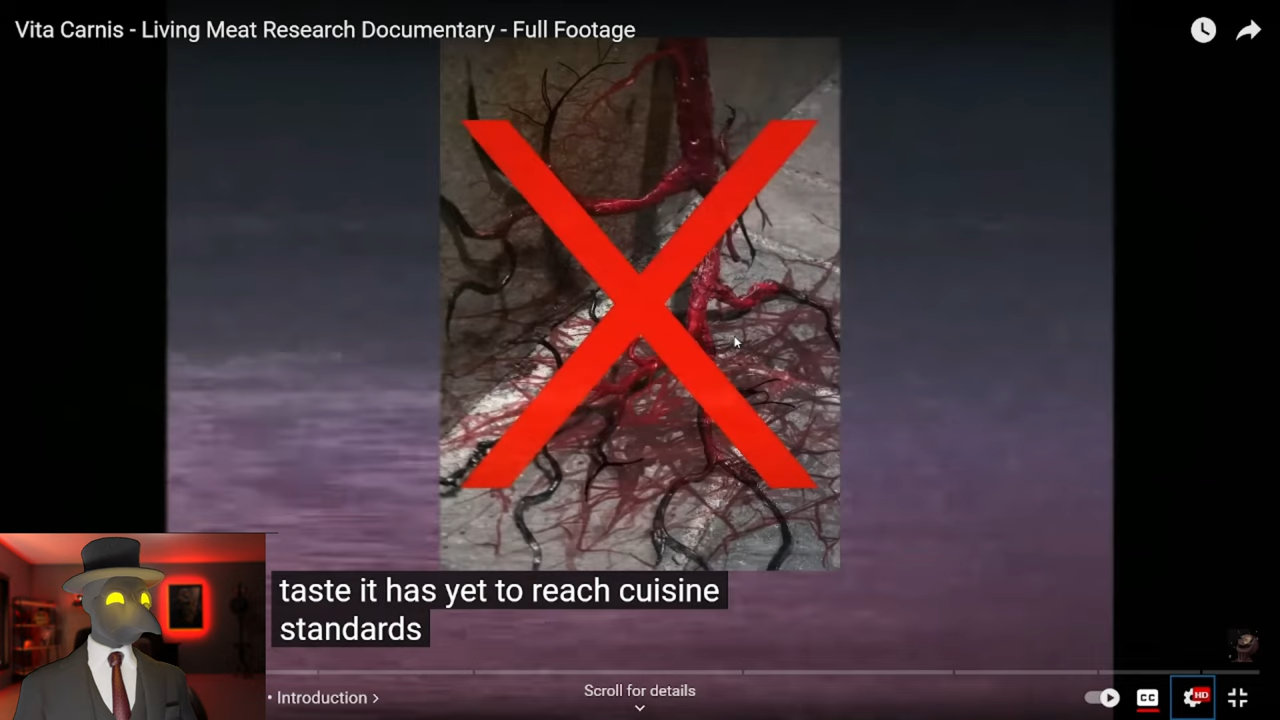 Vita Carnis - Living Meat Research Documentary - Full Footage
taste it has yet to reach cuisine
standards
• Introduction >
Scroll for details
CC
HD